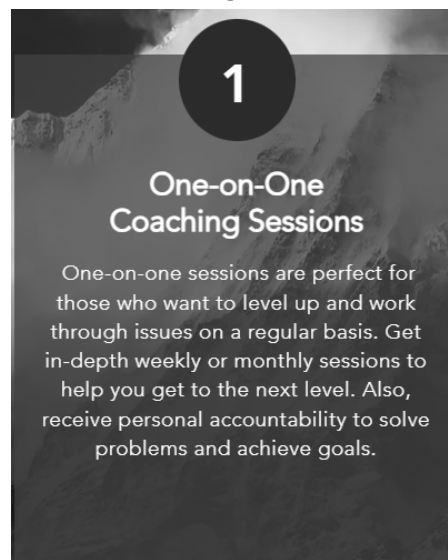 1
One-on-One
Coaching Sessions
One-on-one sessions are perfect for
those who want to level up and work
through issues on a regular basis. Get
in-depth weekly or monthly sessions to
help you get to the next level. Also,
receive personal accountability to solve
problems and achieve goals.